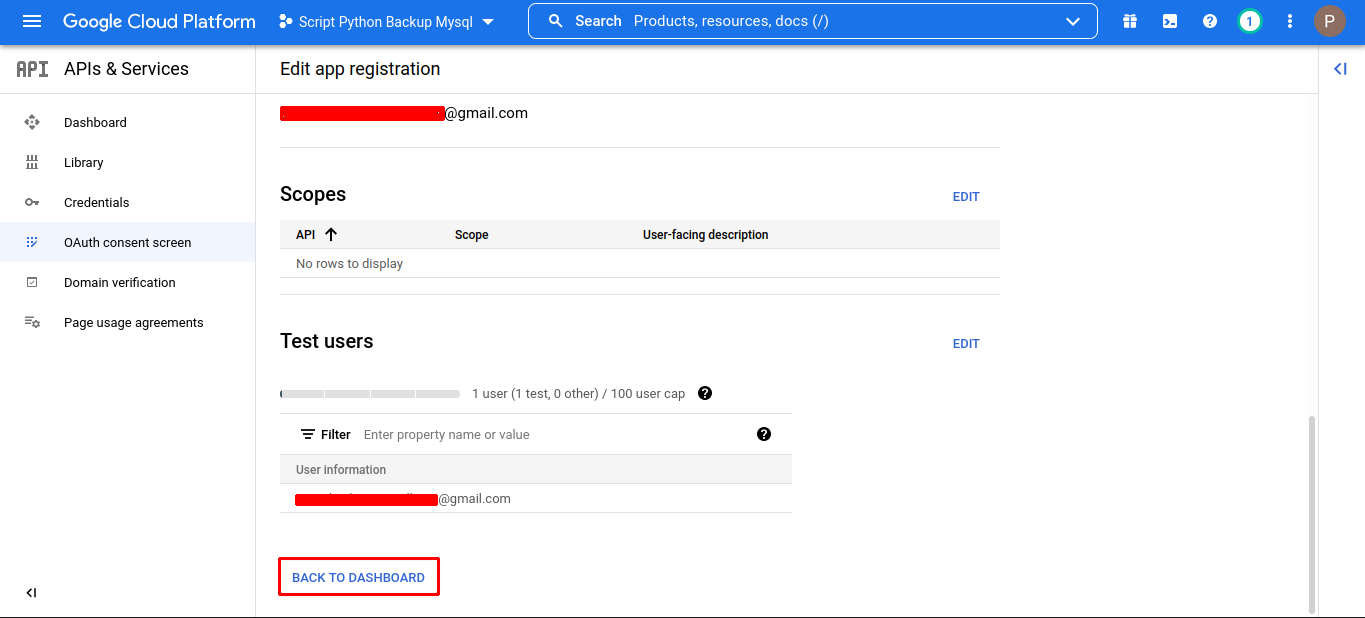 Google Cloud Platform
Script Python Backup Mysql
Search Products, resources, docs (/)
1
P
API APIs & Services
Edit app registration
@gmail.com
Dashboard
Library
Credentials
OAuth consent screen
Domain verification
Page usage agreements
Scopes
EDIT
API Scope User-facing description
No rows to display
Test users
EDIT
1 user (1 test, 0 other) / 100 user cap
Filter Enter property name or value
User information
@gmail.com
BACK TO DASHBOARD